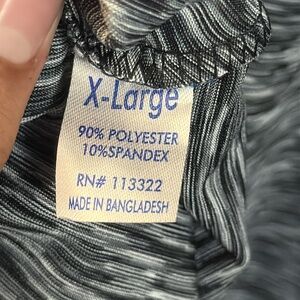 X-Large
90% POLYESTER
10%SPANDEX
RN# 113322
MADE IN BANGLADESH